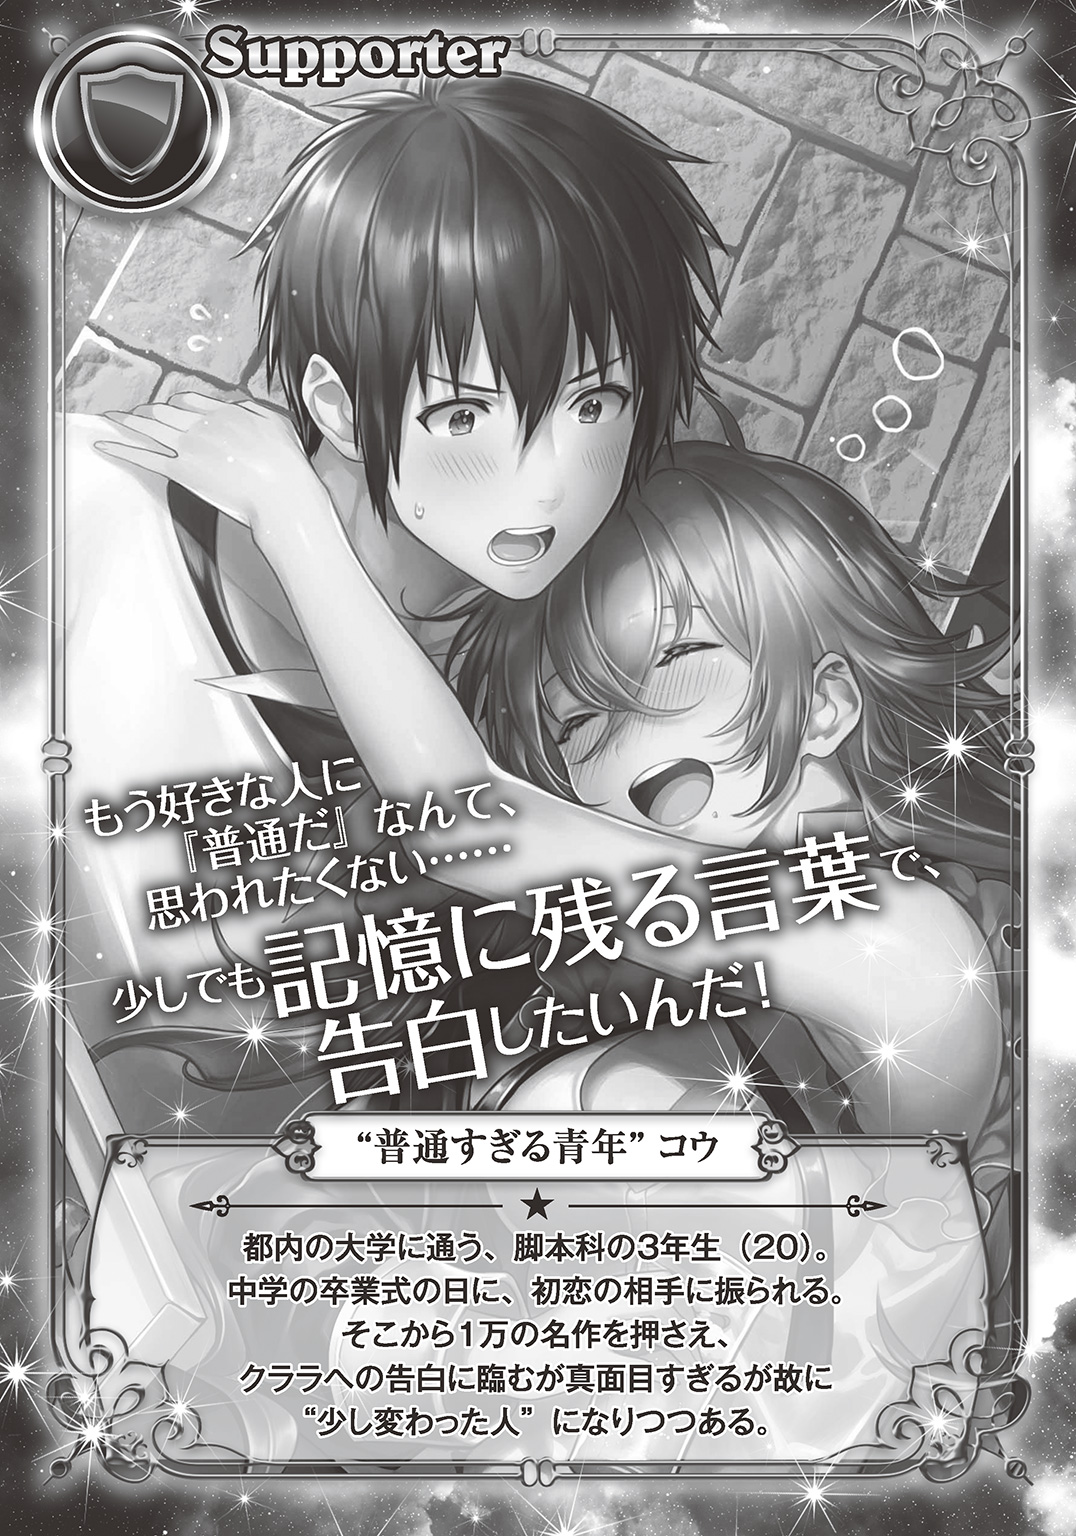 Supporter
もう好きな人に
『普通だ』なんて、
思われたくない……
少しでも記憶に残る言葉で、
告白したいんだ！
“普通すぎる青年” コウ
都内の大学に通う、脚本科の3年生（20）。
中学の卒業式の日に、初恋の相手に振られる。
そこから1万の名作を押さえ、
クララへの告白に臨むが真面目すぎるが故に
“少し変わった人” になりつつある。